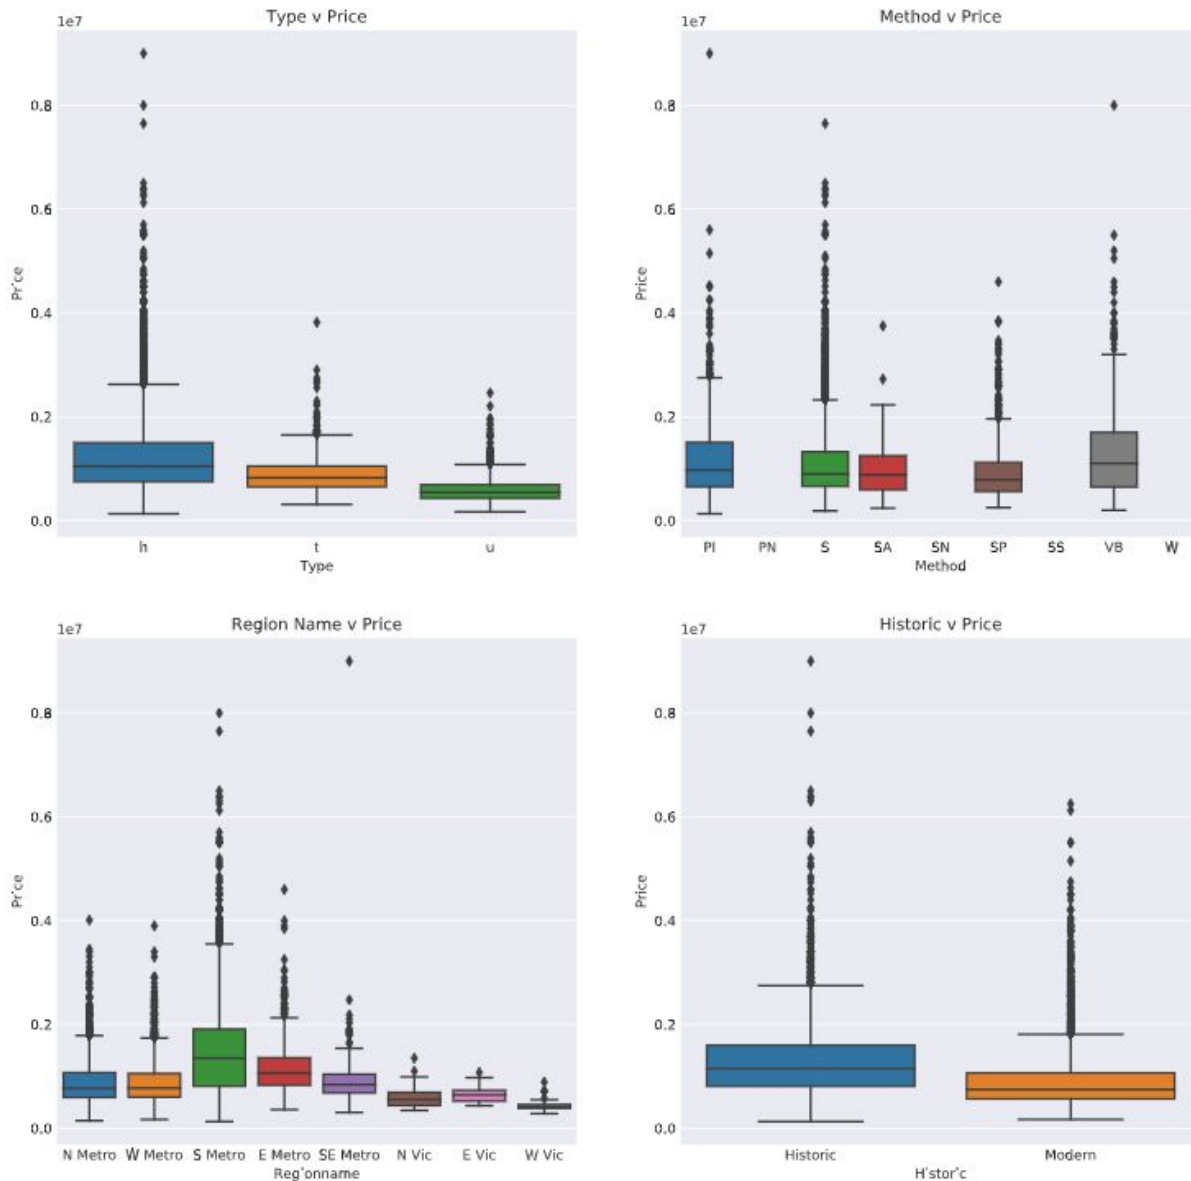 Type v Price
1e7
0.8
0.6
0.4
0.2
0.0
Price
h t u
Type
Method v Price
1e7
0.8
0.6
0.4
0.2
0.0
Price
PI PN S SA SN SP SS VB W
Method
Region Name v Price
1e7
0.8
0.6
0.4
0.2
0.0
Price
N Metro W Metro S Metro E Metro SE Metro N Vic E Vic W Vic
Regionname
Historic v Price
1e7
0.8
0.6
0.4
0.2
0.0
Price
Historic Modern
Historic